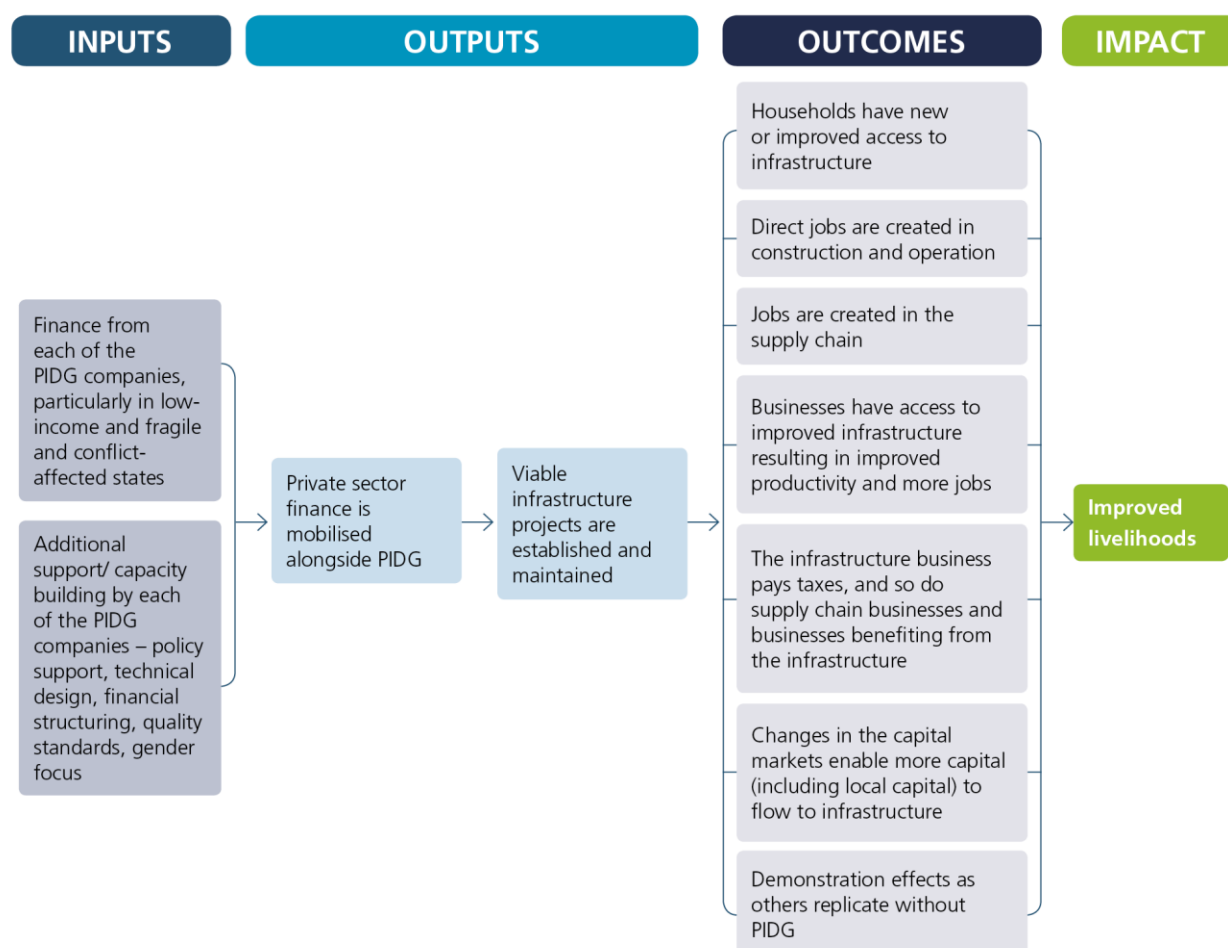 INPUTS
OUTPUTS
OUTCOMES
IMPACT
Finance from
each of the
PIDG companies,
particularly in low-
income and fragile
and conflict-
affected states
Additional
support/ capacity
building by each
of the PIDG
companies – policy
support, technical
design, financial
structuring, quality
standards, gender
focus
Private sector
finance is
mobilised
alongside PIDG
Viable
infrastructure
projects are
established and
maintained
Households have new
or improved access to
infrastructure
Direct jobs are created in
construction and operation
Jobs are created in the
supply chain
Businesses have access to
improved infrastructure
resulting in improved
productivity and more jobs
The infrastructure business
pays taxes, and so do
supply chain businesses and
businesses benefiting from
the infrastructure
Changes in the capital
markets enable more capital
(including local capital) to
flow to infrastructure
Demonstration effects as
others replicate without
PIDG
Improved
livelihoods